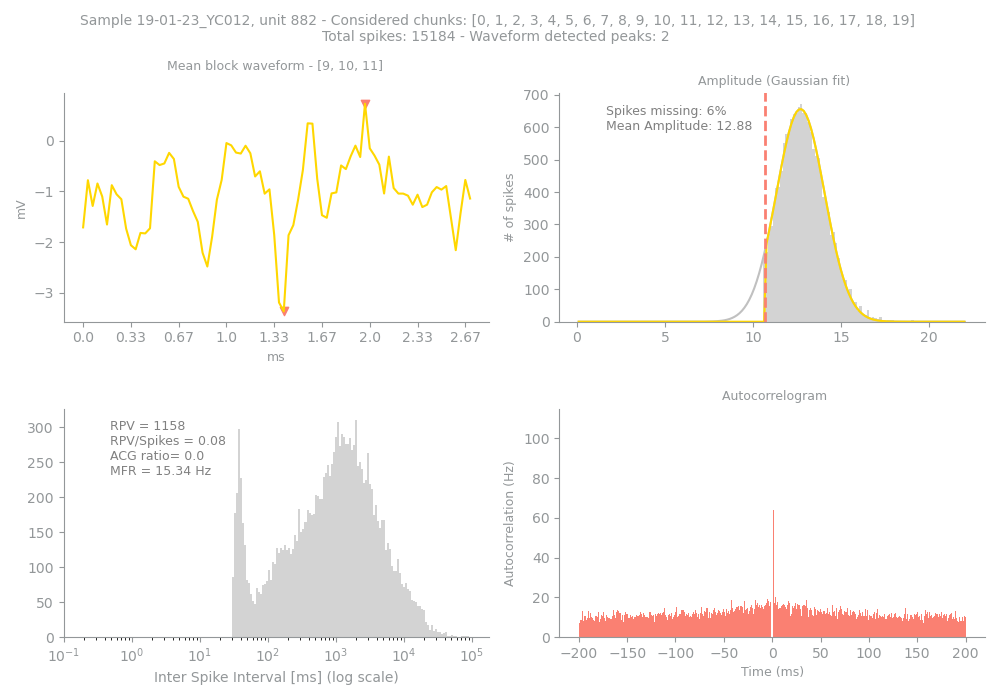 Sample 19-01-23_YC012, unit 882 - Considered chunks: [0, 1, 2, 3, 4, 5, 6, 7, 8, 9, 10, 11, 12, 13, 14, 15, 16, 17, 18, 19]
Total spikes: 15184 - Waveform detected peaks: 2
Mean block waveform - [9, 10, 11]
0
−1
−2
−3
mV
0.0 0.33 0.67 1.0 1.33 1.67 2.0 2.33 2.67
ms
Amplitude (Gaussian fit)
Spikes missing: 6%
Mean Amplitude: 12.88
700
600
500
400
300
200
100
0
# of spikes
0 5 10 15 20
RPV = 1158
RPV/Spikes = 0.08
ACG ratio= 0.0
MFR = 15.34 Hz
300
250
200
150
100
50
0
10⁻¹ 10⁰ 10¹ 10² 10³ 10⁴ 10⁵
Inter Spike Interval [ms] (log scale)
Autocorrelogram
100
80
60
40
20
0
Autocorrelation (Hz)
−200 −150 −100 −50 0 50 100 150 200
Time (ms)